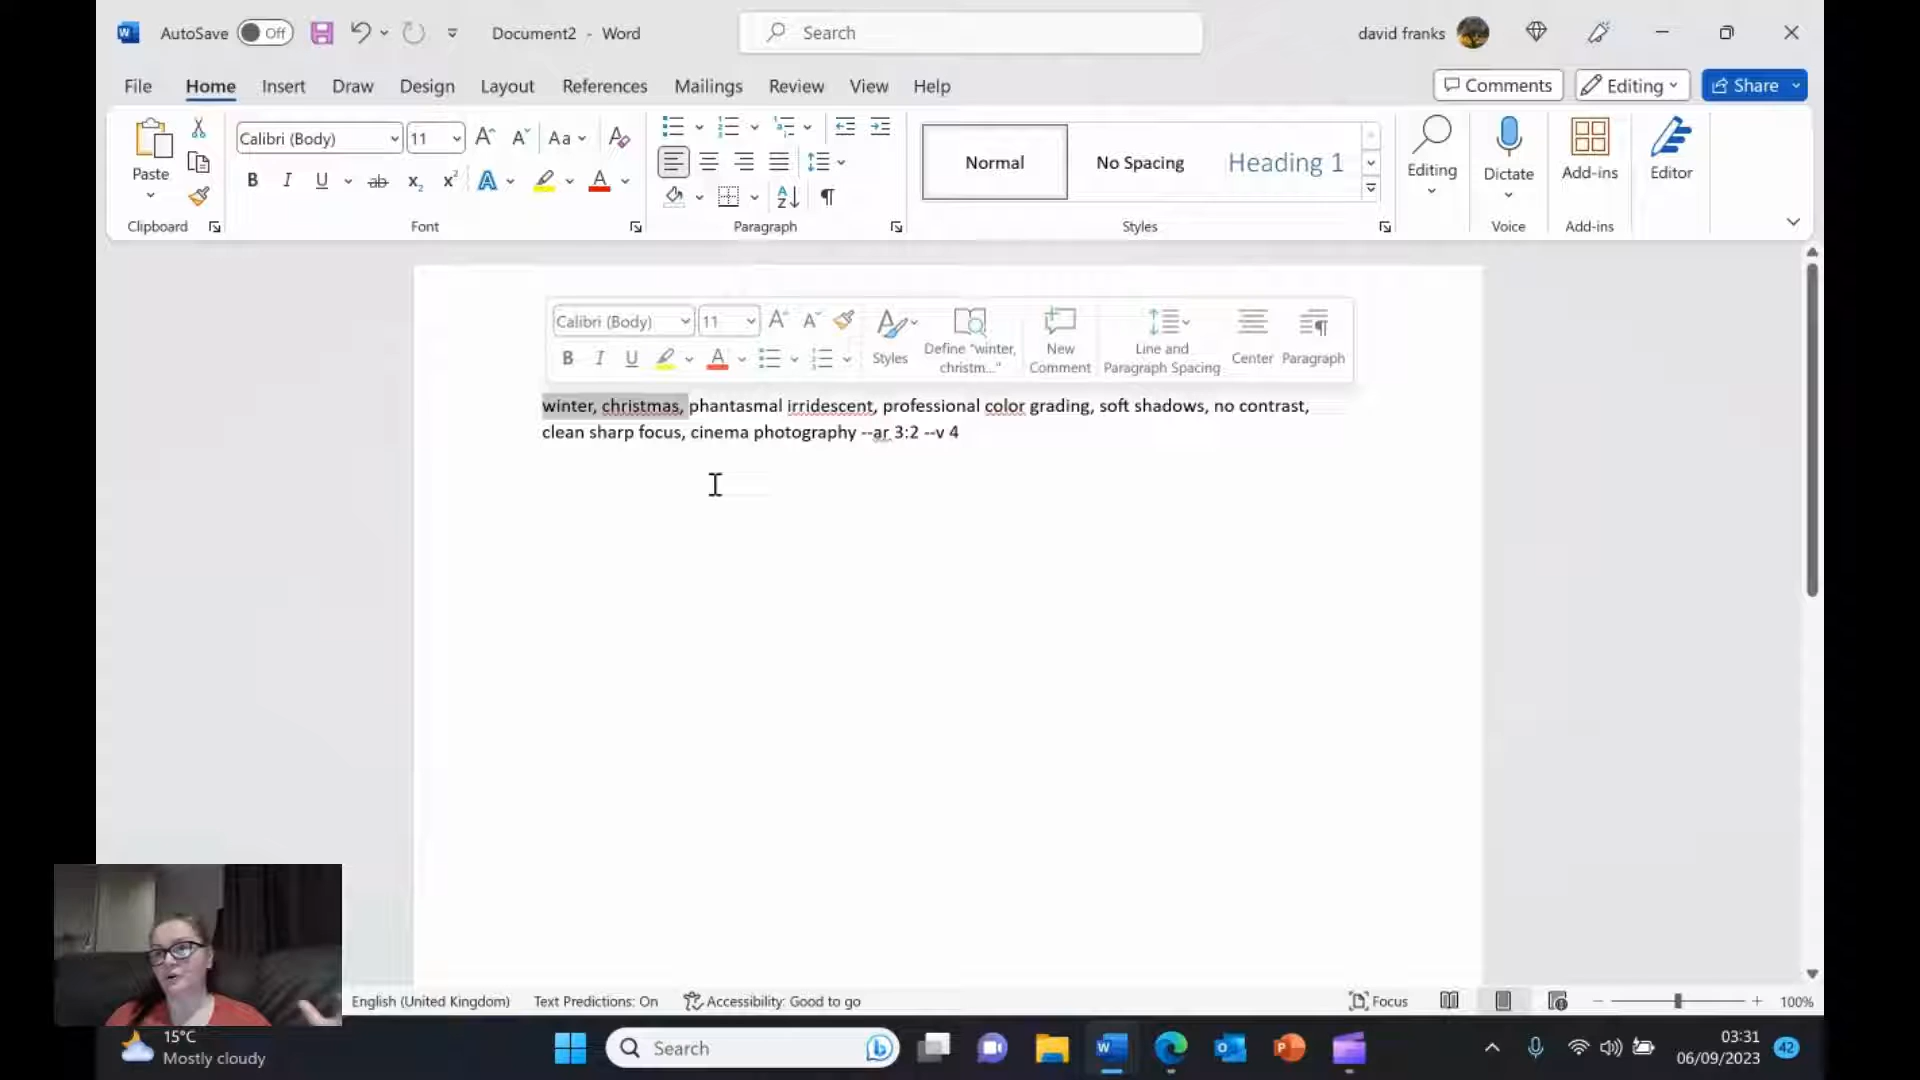 AutoSave Off Document2 - Word Search david franks
File Home Insert Draw Design Layout References Mailings Review View Help Comments Editing Share
Paste
Clipboard
Calibri (Body) 11 Aa
B I U ab x₂ x² A A
Font
Paragraph
Normal No Spacing Heading 1
Styles
Editing
Dictate
Voice
Add-ins
Add-ins
Editor
Calibri (Body) 11
B I U A
Styles
Define "winter,
christm..."
New
Comment
Line and
Paragraph Spacing
Center
Paragraph
winter, christmas, phantasmal irridescent, professional color grading, soft shadows, no contrast,
clean sharp focus, cinema photography --ar 3:2 --v 4
English (United Kingdom) Text Predictions: On Accessibility: Good to go Focus 100%
15°C
Mostly cloudy
Search
03:31
06/09/2023
42